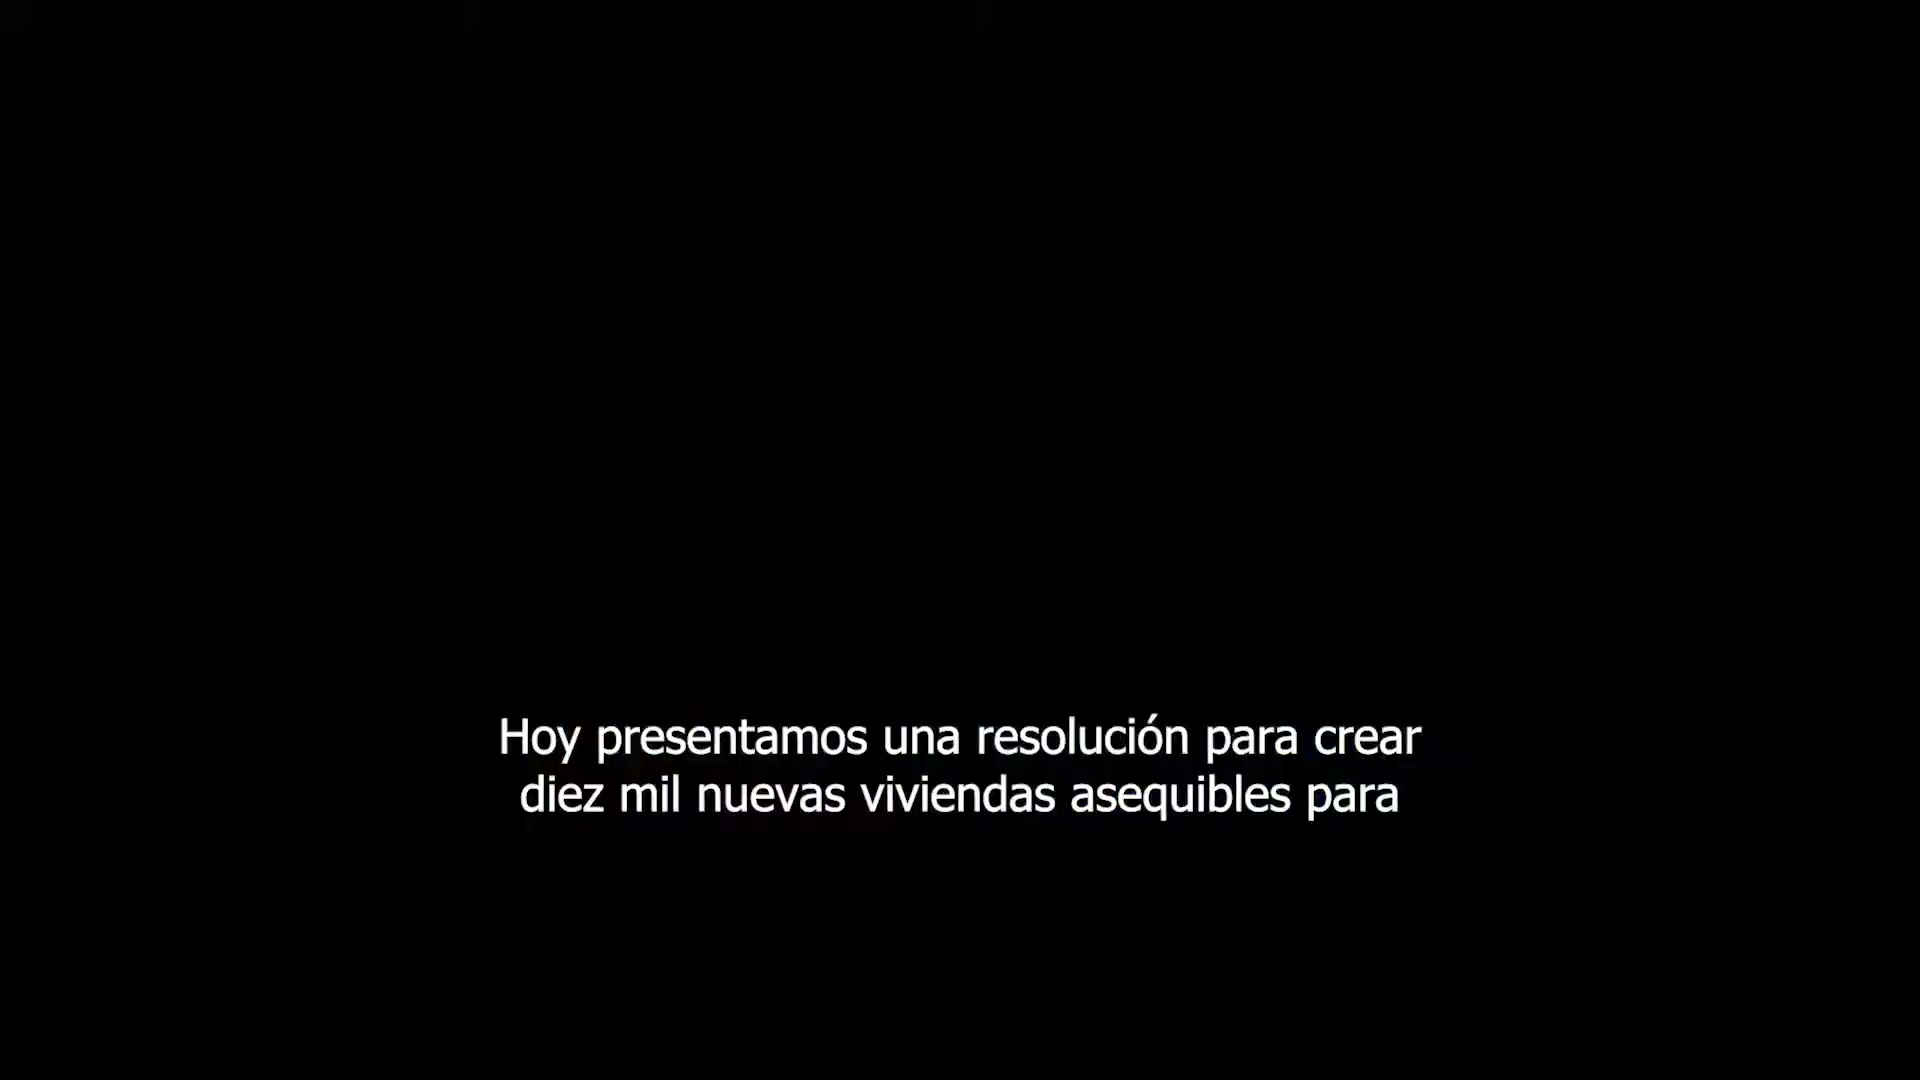 Hoy presentamos una resolución para crear
diez mil nuevas viviendas asequibles para